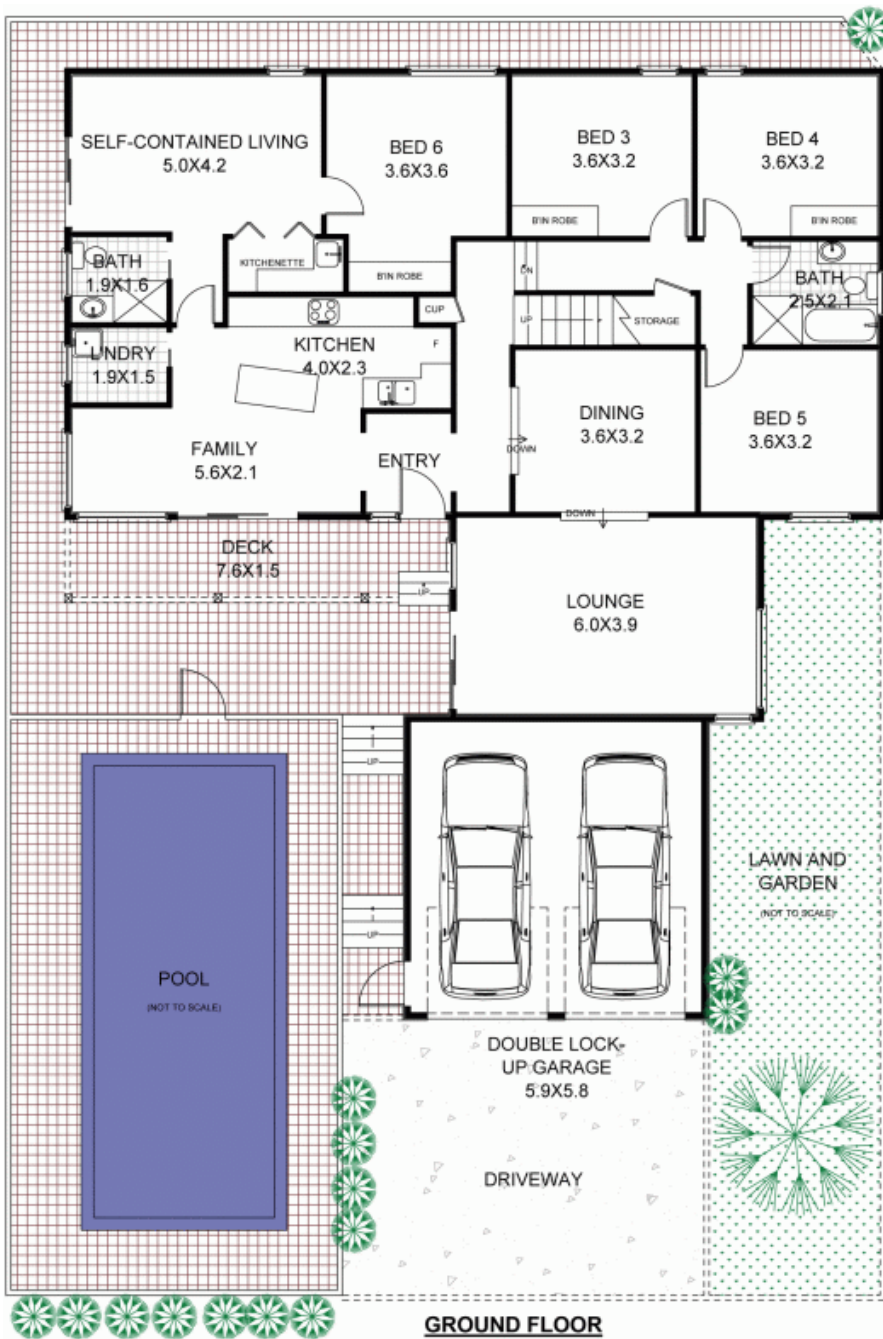 SELF-CONTAINED LIVING
5.0X4.2
BED 6
3.6X3.6
BED 3
3.6X3.2
BED 4
3.6X3.2
B'IN ROBE
B'IN ROBE
BATH
1.9X1.6
KITCHENETTE
B'IN ROBE
DN
BATH
2.5X2.1
CUP
UP
STORAGE
L'NDRY
1.9X1.5
KITCHEN
4.0X2.3
F
FAMILY
5.6X2.1
ENTRY
DOWN
DINING
3.6X3.2
BED 5
3.6X3.2
DOWN
DECK
7.6X1.5
UP
LOUNGE
6.0X3.9
UP
LAWN AND
GARDEN
(NOT TO SCALE)
UP
POOL
(NOT TO SCALE)
DOUBLE LOCK-
UP GARAGE
5.9X5.8
DRIVEWAY
GROUND FLOOR